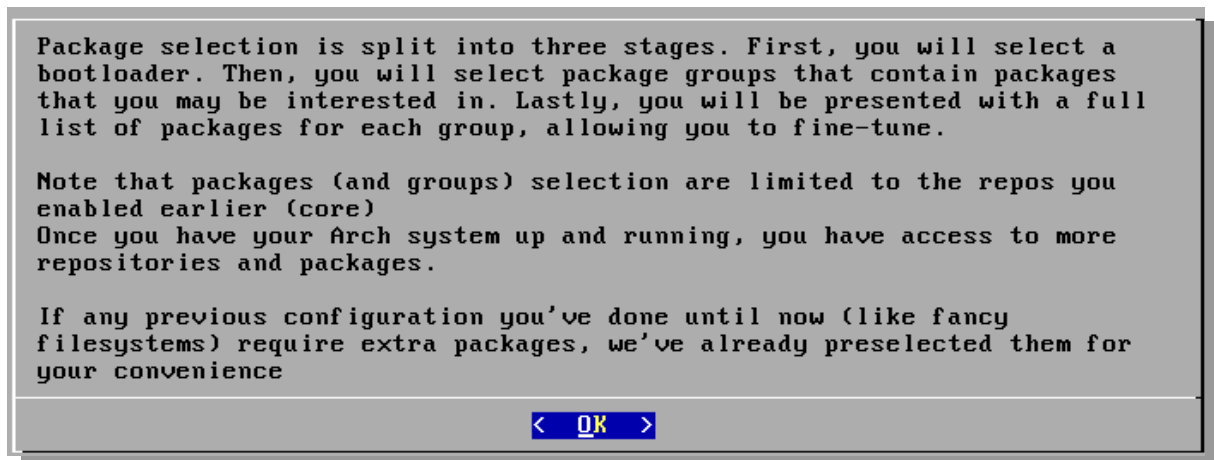 Package selection is split into three stages. First, you will select a
bootloader. Then, you will select package groups that contain packages
that you may be interested in. Lastly, you will be presented with a full
list of packages for each group, allowing you to fine-tune.
Note that packages (and groups) selection are limited to the repos you
enabled earlier (core)
Once you have your Arch system up and running, you have access to more
repositories and packages.
If any previous configuration you've done until now (like fancy
filesystems) require extra packages, we've already preselected them for
your convenience
< OK >